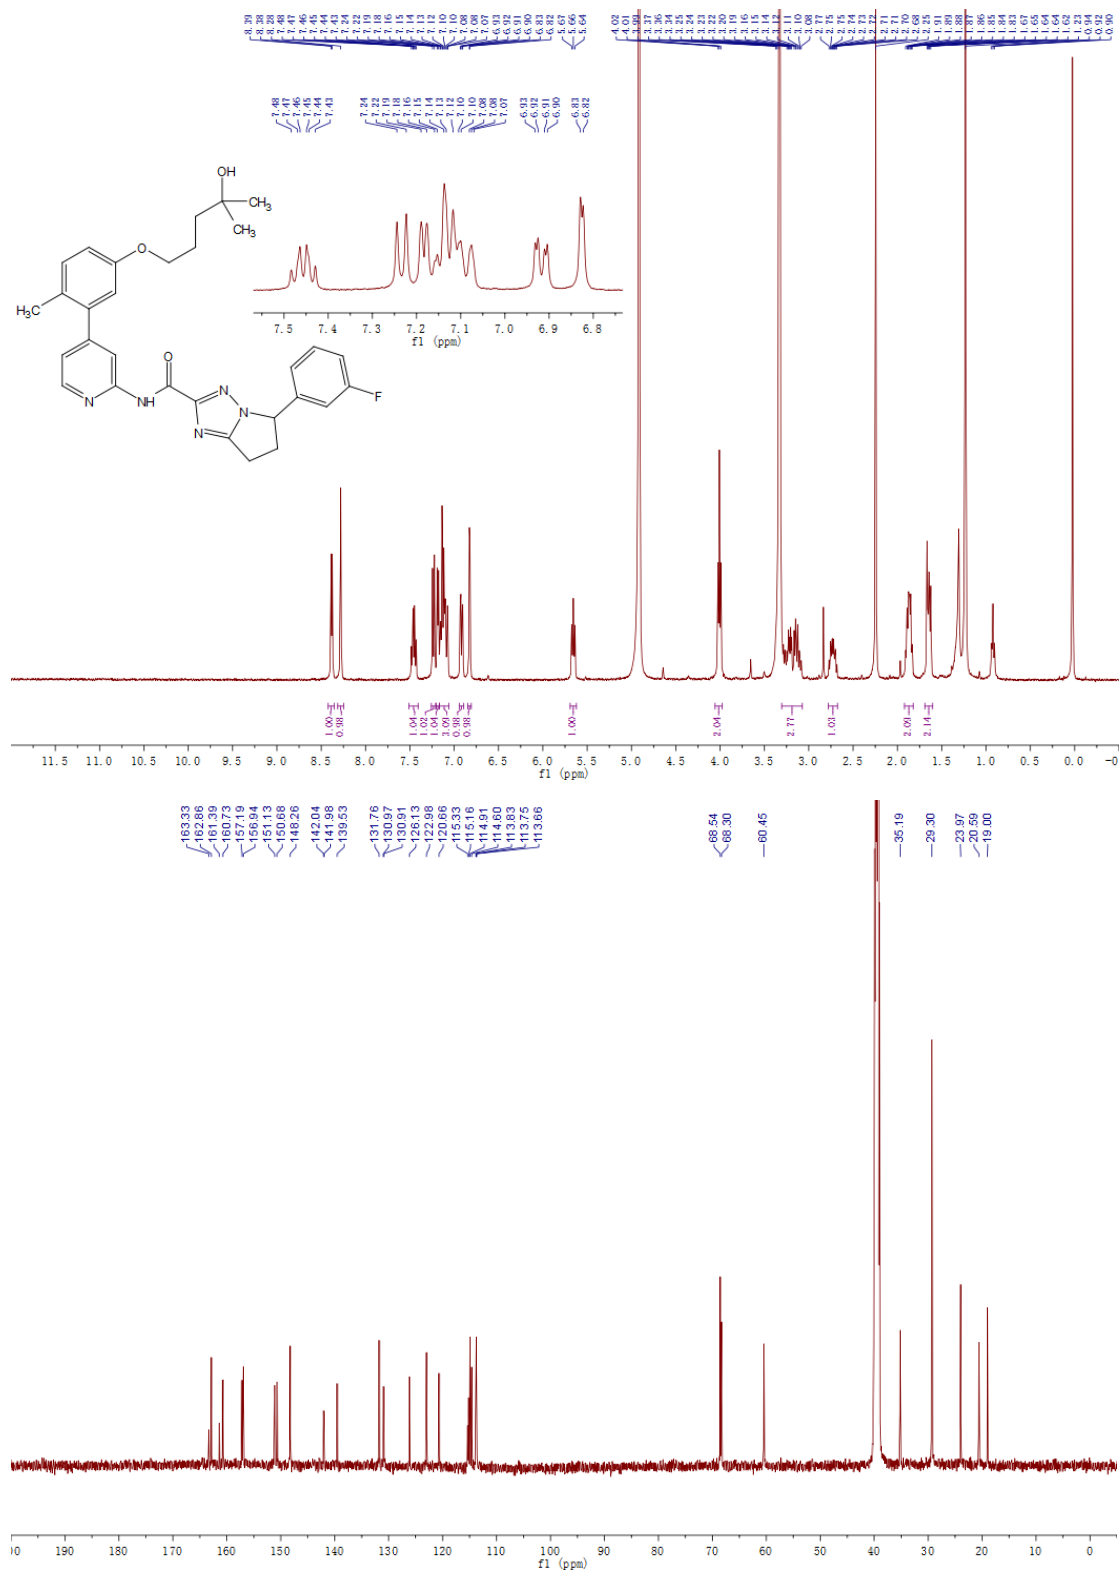 8.39 8.38 8.28 7.48 7.47 7.46 7.45 7.44 7.43 7.24 7.22 7.19 7.18 7.16 7.15 7.14 7.13 7.12 7.10 7.10 7.08 7.08 7.07 6.93 6.92 6.91 6.90 6.83 6.82 5.67 5.66 5.64
4.02 4.01 3.99 3.37 3.36 3.34 3.25 3.24 3.23 3.22 3.20 3.19 3.16 3.15 3.14 3.12 3.11 3.10 3.08 2.77 2.75 2.75 2.74 2.73 2.72 2.71 2.71 2.70 2.68 2.25 1.91 1.89 1.88 1.87 1.86 1.85 1.84 1.83 1.67 1.65 1.64 1.64 1.62 1.23 0.94 0.92 0.90
7.48 7.47 7.46 7.45 7.44 7.43
7.24 7.22 7.19 7.18 7.16 7.15 7.14 7.13 7.12 7.10 7.10 7.08 7.08 7.07
6.93 6.92 6.91 6.90
6.83 6.82
OH
CH3
CH3
O
H3C
O
N
NH
N
N
N
F
7.5 7.4 7.3 7.2 7.1 7.0 6.9 6.8
f1 (ppm)
1.00 0.98 1.04 1.02 1.04 3.09 0.98 0.98 1.00 2.04 2.77 1.03 2.09 2.14
11.5 11.0 10.5 10.0 9.5 9.0 8.5 8.0 7.5 7.0 6.5 6.0 5.5 5.0 4.5 4.0 3.5 3.0 2.5 2.0 1.5 1.0 0.5 0.0 -0
f1 (ppm)
163.33 162.86 161.39 160.73 157.19 156.94 151.13 150.68 148.26 142.04 141.98 139.53 131.76 130.97 130.91 126.13 122.98 120.66 115.33 115.16 114.91 114.60 113.83 113.75 113.66
68.54 68.30 60.45
35.19 29.30 23.97 20.59 19.00
00 190 180 170 160 150 140 130 120 110 100 90 80 70 60 50 40 30 20 10 0
f1 (ppm)